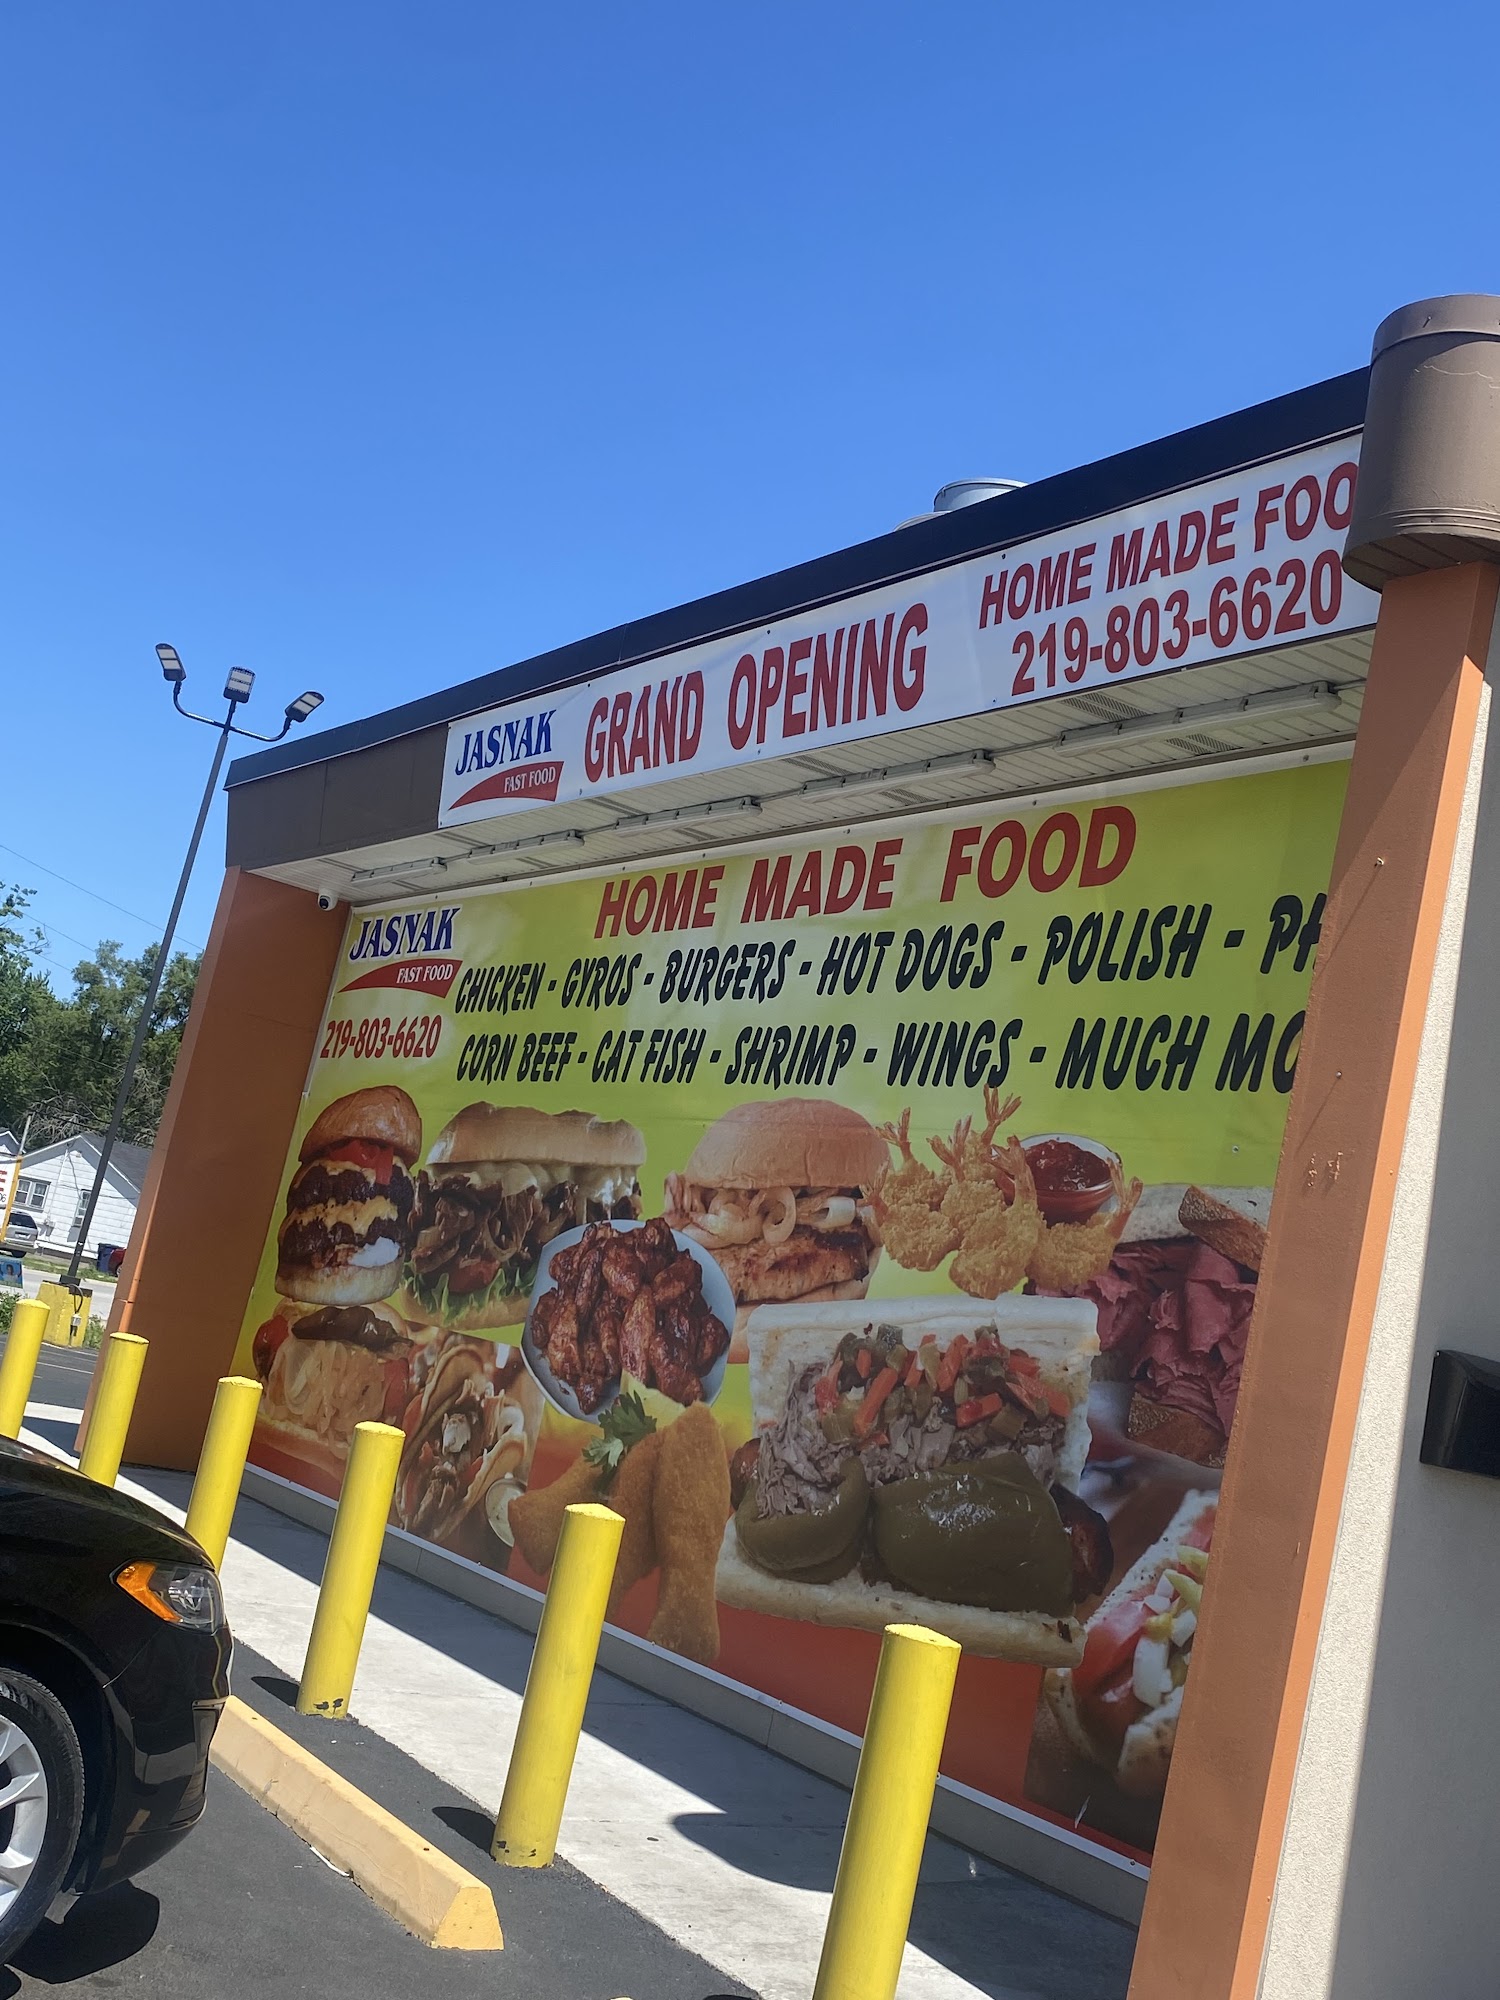 JASNAK
FAST FOOD
GRAND OPENING
HOME MADE FOO
219-803-6620
JASNAK
FAST FOOD
219-803-6620
HOME MADE FOOD
CHICKEN - GYROS - BURGERS - HOT DOGS - POLISH - PH
CORN BEEF - CAT FISH - SHRIMP - WINGS - MUCH MO